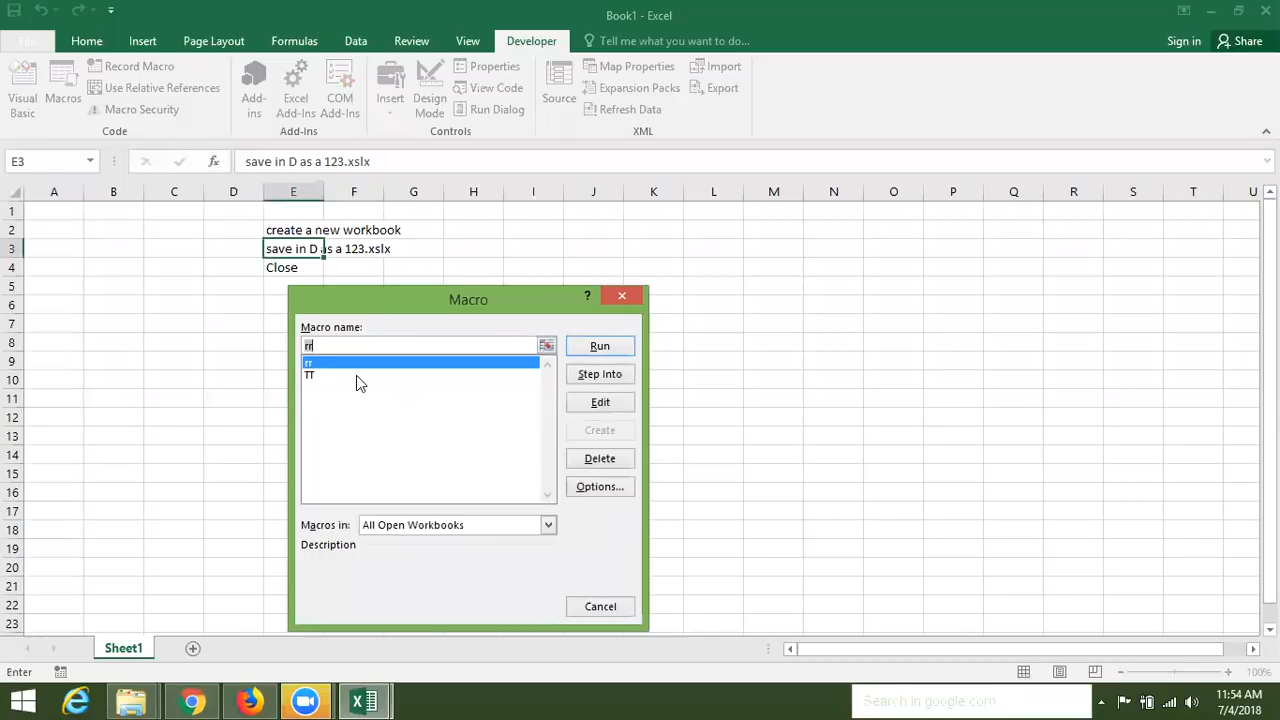 Book1 - Excel
File Home Insert Page Layout Formulas Data Review View Developer Tell me what you want to do... Sign in Share
Visual Basic
Macros
Record Macro
Use Relative References
Macro Security
Code
Add-ins
Excel Add-Ins
COM Add-Ins
Add-Ins
Insert
Design Mode
Properties
View Code
Run Dialog
Controls
Source
Map Properties
Expansion Packs
Refresh Data
Import
Export
XML
E3 fx save in D as a 123.xslx
A B C D E F G H I J K L M N O P Q R S T U
1
2 create a new workbook
3 save in D as a 123.xslx
4 Close
5
6
7
8
9
10
11
12
13
14
15
16
17
18
19
20
21
22
23
Macro ?
Macro name:
rr
Run
rr
TT
Step Into
Edit
Create
Delete
Options...
Macros in: All Open Workbooks
Description
Cancel
Sheet1
Enter 100%
Search in google.com
11:54 AM
7/4/2018